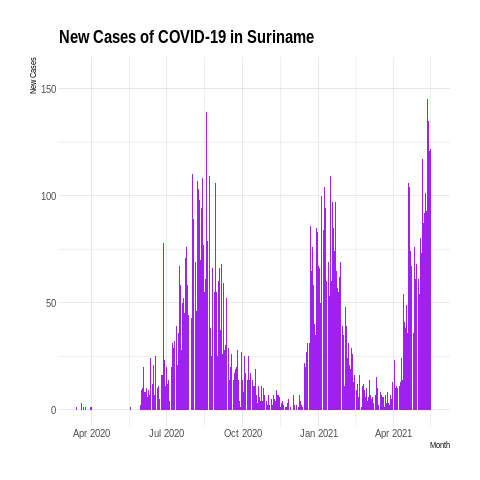 New Cases of COVID-19 in Suriname
New Cases
150
100
50
0
Apr 2020 Jul 2020 Oct 2020 Jan 2021 Apr 2021
Month